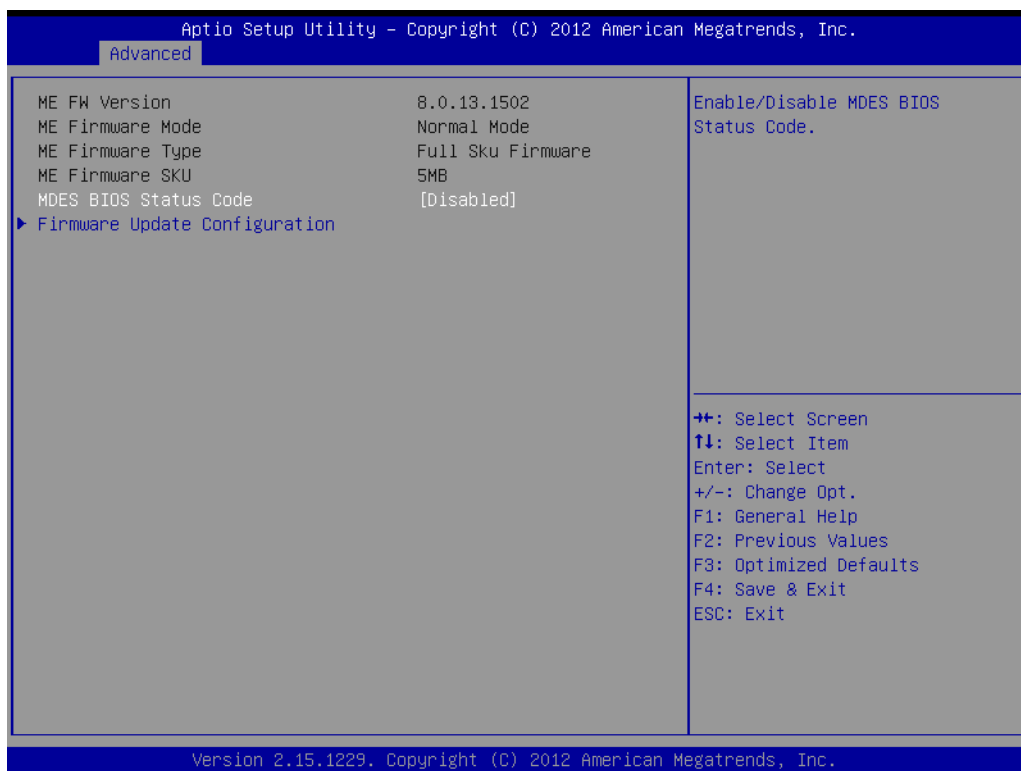 Aptio Setup Utility – Copyright (C) 2012 American Megatrends, Inc.
Advanced
ME FW Version 8.0.13.1502
ME Firmware Mode Normal Mode
ME Firmware Type Full Sku Firmware
ME Firmware SKU 5MB
MDES BIOS Status Code [Disabled]
▶ Firmware Update Configuration
Enable/Disable MDES BIOS
Status Code.
→←: Select Screen
↑↓: Select Item
Enter: Select
+/-: Change Opt.
F1: General Help
F2: Previous Values
F3: Optimized Defaults
F4: Save & Exit
ESC: Exit
Version 2.15.1229. Copyright (C) 2012 American Megatrends, Inc.